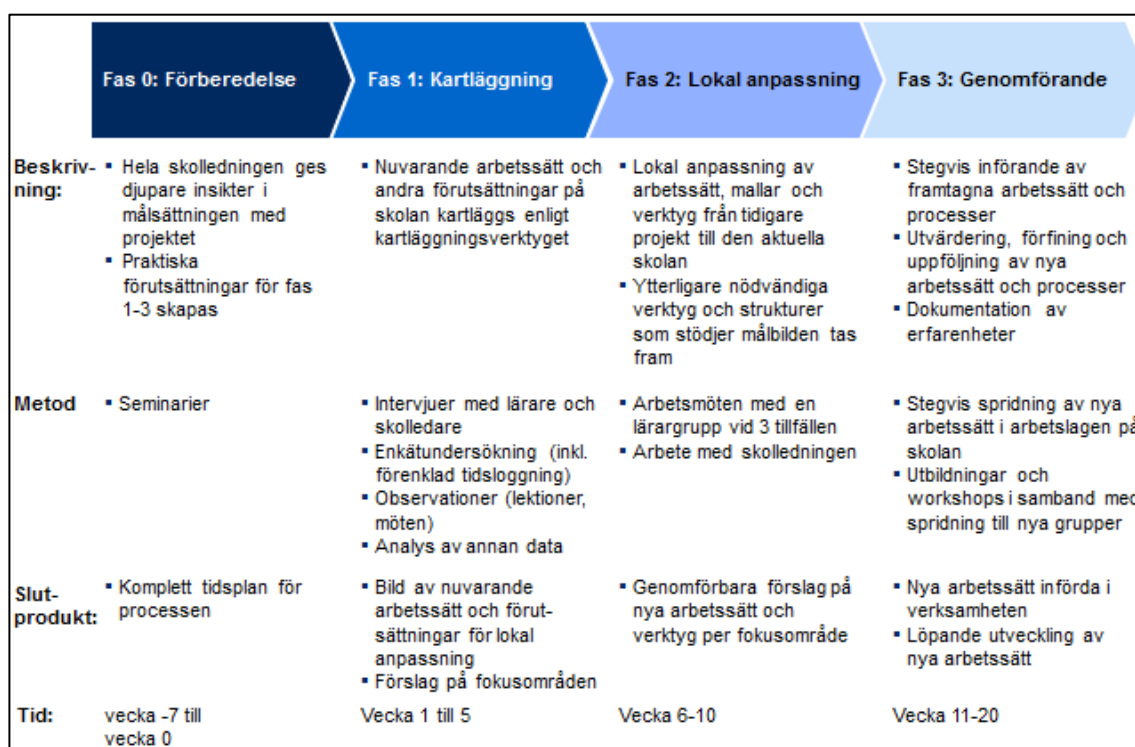 Fas 0: Förberedelse
Fas 1: Kartläggning
Fas 2: Lokal anpassning
Fas 3: Genomförande
Beskriv-
ning:
▪ Hela skolledningen ges
djupare insikter i
målsättningen med
projektet
▪ Praktiska
förutsättningar för fas
1-3 skapas
▪ Nuvarande arbetssätt och
andra förutsättningar på
skolan kartläggs enligt
kartläggningsverktyget
▪ Lokal anpassning av
arbetssätt, mallar och
verktyg från tidigare
projekt till den aktuella
skolan
▪ Ytterligare nödvändiga
verktyg och strukturer
som stödjer målbilden tas
fram
▪ Stegvis införande av
framtagna arbetssätt och
processer
▪ Utvärdering, förfining och
uppföljning av nya
arbetssätt och processer
▪ Dokumentation av
erfarenheter
Metod
▪ Seminarier
▪ Intervjuer med lärare och
skolledare
▪ Enkätundersökning (inkl.
förenklad tidsloggning)
▪ Observationer (lektioner,
möten)
▪ Analys av annan data
▪ Arbetsmöten med en
lärargrupp vid 3 tillfällen
▪ Arbete med skolledningen
▪ Stegvis spridning av nya
arbetssätt i arbetslagen på
skolan
▪ Utbildningar och
workshops i samband med
spridning till nya grupper
Slut-
produkt:
▪ Komplett tidsplan för
processen
▪ Bild av nuvarande
arbetssätt och förut-
sättningar för lokal
anpassning
▪ Förslag på fokusområden
▪ Genomförbara förslag på
nya arbetssätt och
verktyg per fokusområde
▪ Nya arbetssätt införda i
verksamheten
▪ Löpande utveckling av
nya arbetssätt
Tid:
vecka -7 till
vecka 0
Vecka 1 till 5
Vecka 6-10
Vecka 11-20